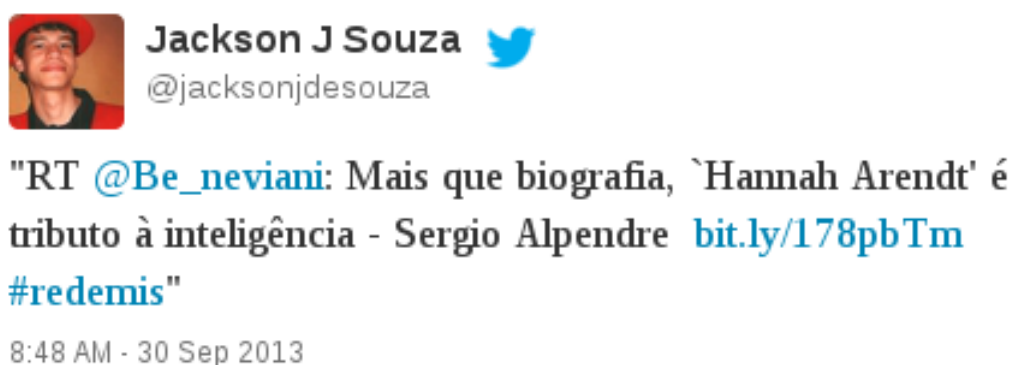 Jackson J Souza
@jacksonjdesouza
"RT @Be_neviani: Mais que biografia, `Hannah Arendt' é
tributo à inteligência - Sergio Alpendre bit.ly/178pbTm
#redemis"
8:48 AM - 30 Sep 2013